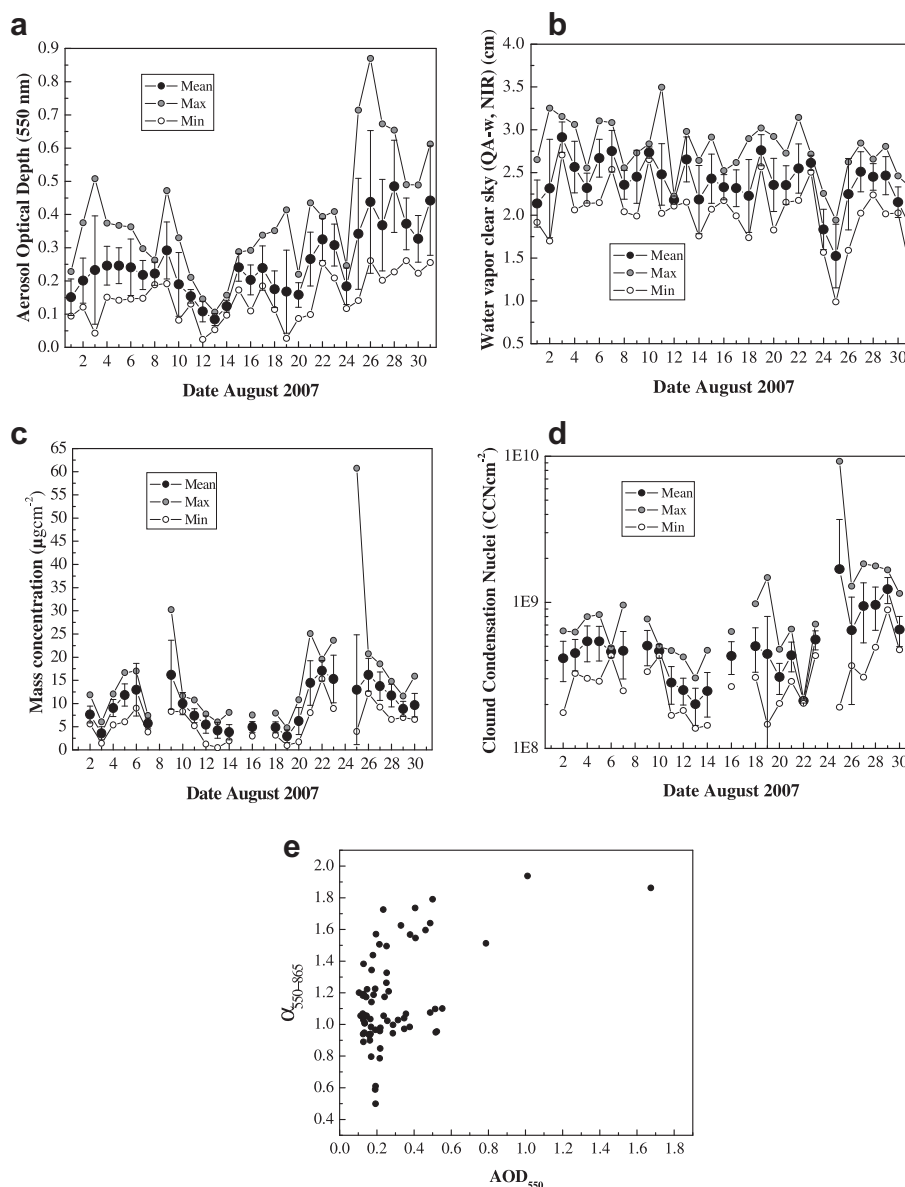 a
0.9
0.8
0.7
0.6
0.5
0.4
0.3
0.2
0.1
0.0
Aerosol Optical Depth (550 nm)
Mean
Max
Min
2 4 6 8 10 12 14 16 18 20 22 24 26 28 30
Date August 2007
b
4.0
3.5
3.0
2.5
2.0
1.5
1.0
0.5
Water vapor clear sky (QA-w, NIR) (cm)
Mean
Max
Min
2 4 6 8 10 12 14 16 18 20 22 24 26 28 30
Date August 2007
c
65
60
55
50
45
40
35
30
25
20
15
10
5
0
Mass concentration (µgcm-2)
Mean
Max
Min
2 4 6 8 10 12 14 16 18 20 22 24 26 28 30
Date August 2007
d
1E10
1E9
1E8
Clound Condensation Nuclei (CCNcm-2)
Mean
Max
Min
2 4 6 8 10 12 14 16 18 20 22 24 26 28 30
Date August 2007
e
2.0
1.8
1.6
1.4
1.2
1.0
0.8
0.6
0.4
α550–865
0.0 0.2 0.4 0.6 0.8 1.0 1.2 1.4 1.6 1.8
AOD550